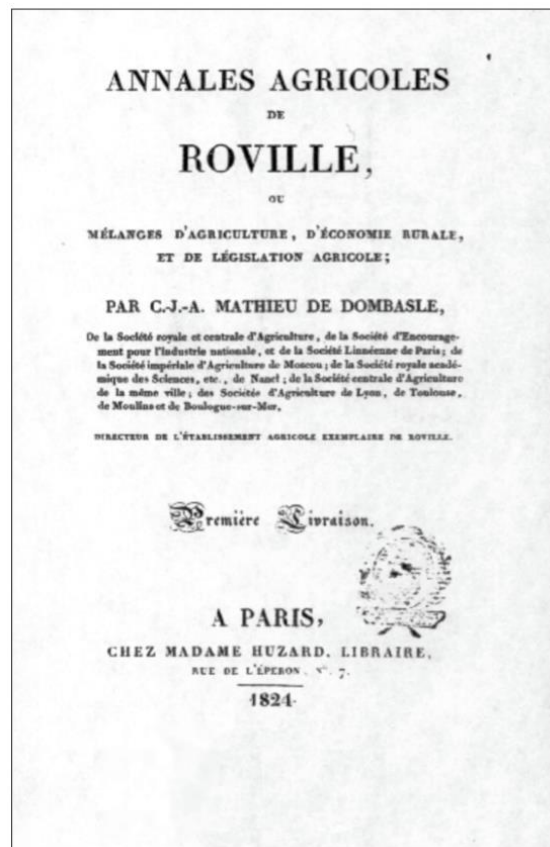 ANNALES AGRICOLES
DE
ROVILLE,
OU
MÉLANGES D'AGRICULTURE, D'ÉCONOMIE RURALE,
ET DE LÉGISLATION AGRICOLE;
PAR C.-J.-A. MATHIEU DE DOMBASLE,
De la Société royale et centrale d'Agriculture, de la Société d'Encourage-
ment pour l'Industrie nationale, et de la Société Linnéenne de Paris; de
la Société impériale d'Agriculture de Moscou; de la Société royale acadé-
mique des Sciences, etc., de NancI; de la Société centrale d'Agriculture
de la même ville; des Sociétés d'Agriculture de Lyon, de Toulouse,
de Moulins et de Boulogne-sur-Mer,
DIRECTEUR DE L'ÉTABLISSEMENT AGRICOLE EXEMPLAIRE DE ROVILLE.
Première Livraison.
A PARIS,
CHEZ MADAME HUZARD, LIBRAIRE,
RUE DE L'ÉPERON, N°. 7.
1824.